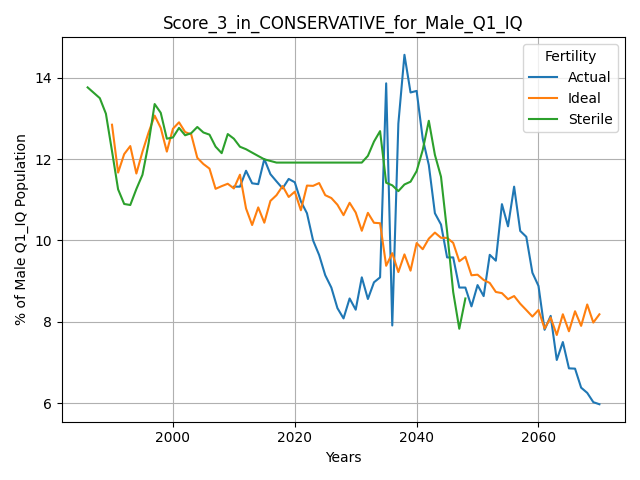 Score_3_in_CONSERVATIVE_for_Male_Q1_IQ
% of Male Q1_IQ Population
14
12
10
8
6
2000 2020 2040 2060
Years
Fertility
Actual
Ideal
Sterile